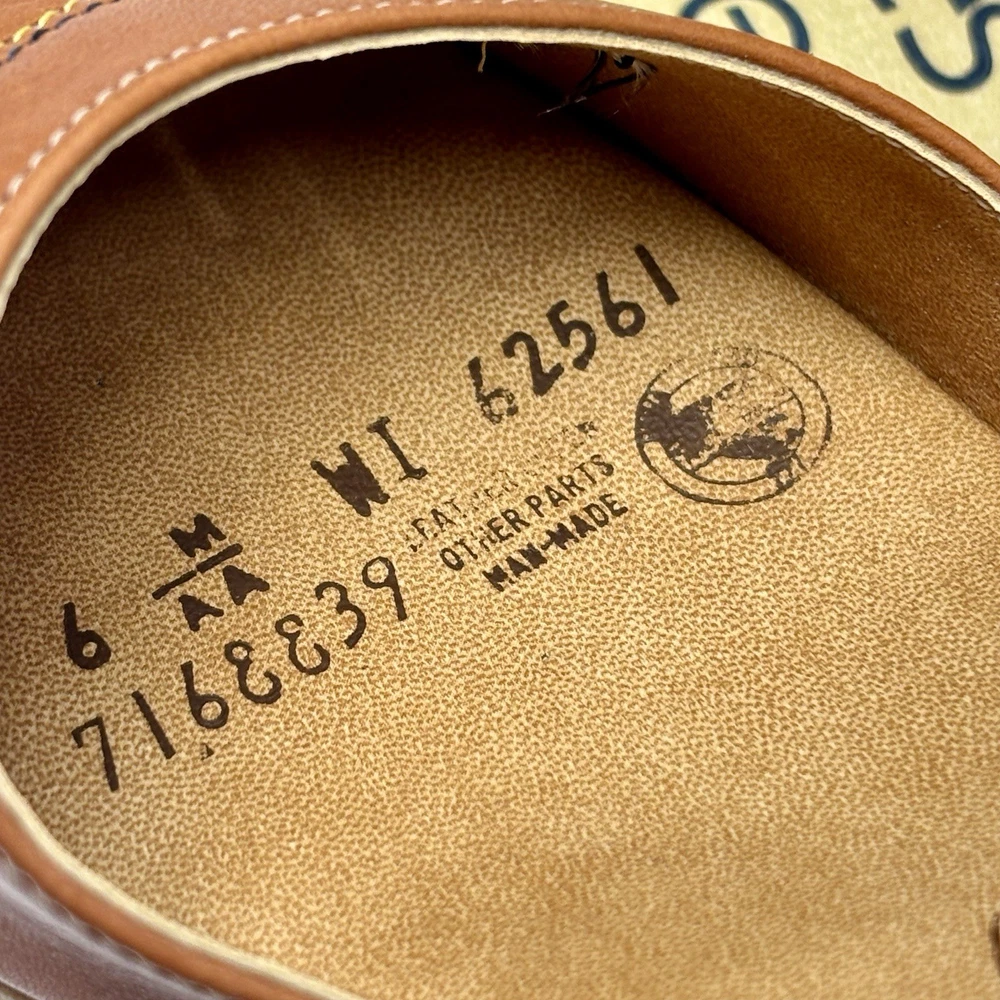 6 M/AA WI 62561
7168839
OTHER PARTS
MAN-MADE